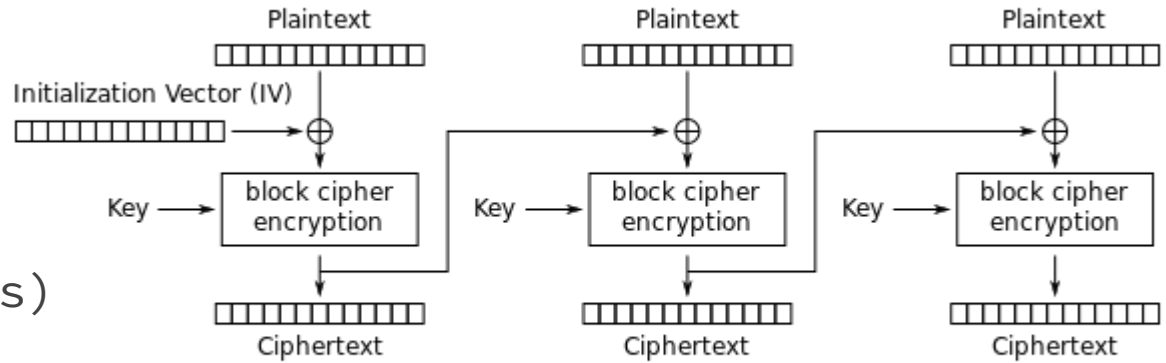 Plaintext Plaintext Plaintext
Initialization Vector (IV)
Key block cipher encryption Key block cipher encryption Key block cipher encryption
s)
Ciphertext Ciphertext Ciphertext